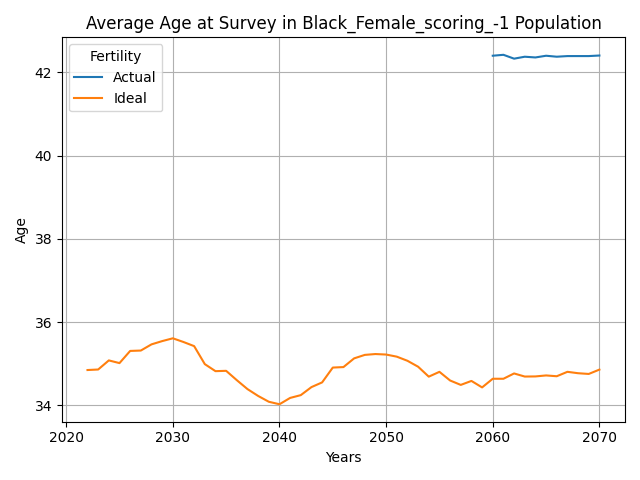 Average Age at Survey in Black_Female_scoring_-1 Population
Fertility
Actual
Ideal
Age
42
40
38
36
34
2020 2030 2040 2050 2060 2070
Years